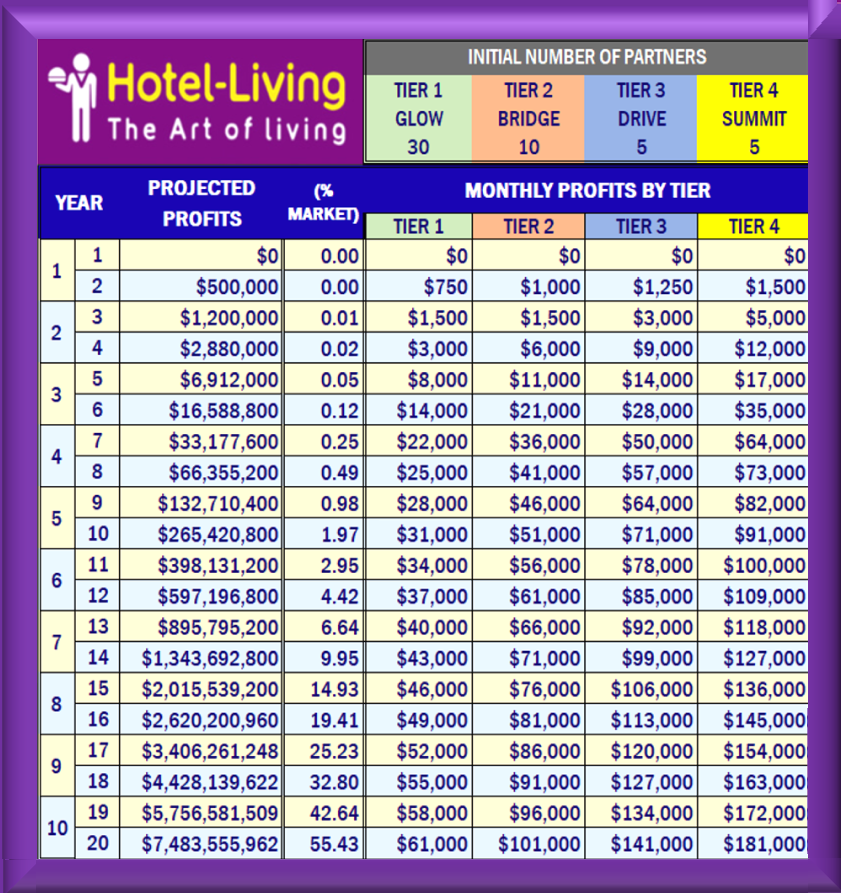 Hotel-Living
The Art of living
INITIAL NUMBER OF PARTNERS
TIER 1 TIER 2 TIER 3 TIER 4
GLOW BRIDGE DRIVE SUMMIT
30 10 5 5
YEAR PROJECTED PROFITS (% MARKET) MONTHLY PROFITS BY TIER
TIER 1 TIER 2 TIER 3 TIER 4
1 1 $0 0.00 $0 $0 $0 $0
2 $500,000 0.00 $750 $1,000 $1,250 $1,500
2 3 $1,200,000 0.01 $1,500 $1,500 $3,000 $5,000
4 $2,880,000 0.02 $3,000 $6,000 $9,000 $12,000
3 5 $6,912,000 0.05 $8,000 $11,000 $14,000 $17,000
6 $16,588,800 0.12 $14,000 $21,000 $28,000 $35,000
4 7 $33,177,600 0.25 $22,000 $36,000 $50,000 $64,000
8 $66,355,200 0.49 $25,000 $41,000 $57,000 $73,000
5 9 $132,710,400 0.98 $28,000 $46,000 $64,000 $82,000
10 $265,420,800 1.97 $31,000 $51,000 $71,000 $91,000
6 11 $398,131,200 2.95 $34,000 $56,000 $78,000 $100,000
12 $597,196,800 4.42 $37,000 $61,000 $85,000 $109,000
7 13 $895,795,200 6.64 $40,000 $66,000 $92,000 $118,000
14 $1,343,692,800 9.95 $43,000 $71,000 $99,000 $127,000
8 15 $2,015,539,200 14.93 $46,000 $76,000 $106,000 $136,000
16 $2,620,200,960 19.41 $49,000 $81,000 $113,000 $145,000
9 17 $3,406,261,248 25.23 $52,000 $86,000 $120,000 $154,000
18 $4,428,139,622 32.80 $55,000 $91,000 $127,000 $163,000
10 19 $5,756,581,509 42.64 $58,000 $96,000 $134,000 $172,000
20 $7,483,555,962 55.43 $61,000 $101,000 $141,000 $181,000